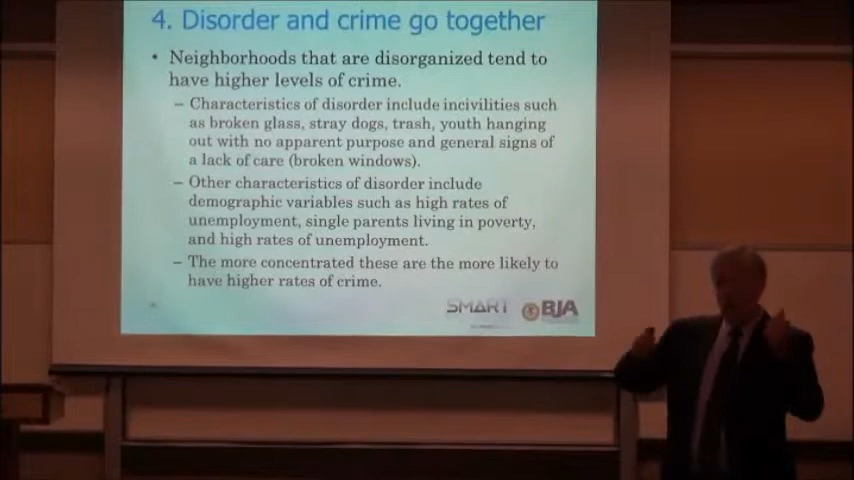 4. Disorder and crime go together
• Neighborhoods that are disorganized tend to
have higher levels of crime.
– Characteristics of disorder include incivilities such
as broken glass, stray dogs, trash, youth hanging
out with no apparent purpose and general signs of
a lack of care (broken windows).
– Other characteristics of disorder include
demographic variables such as high rates of
unemployment, single parents living in poverty,
and high rates of unemployment.
– The more concentrated these are the more likely to
have higher rates of crime.
SMART BJA